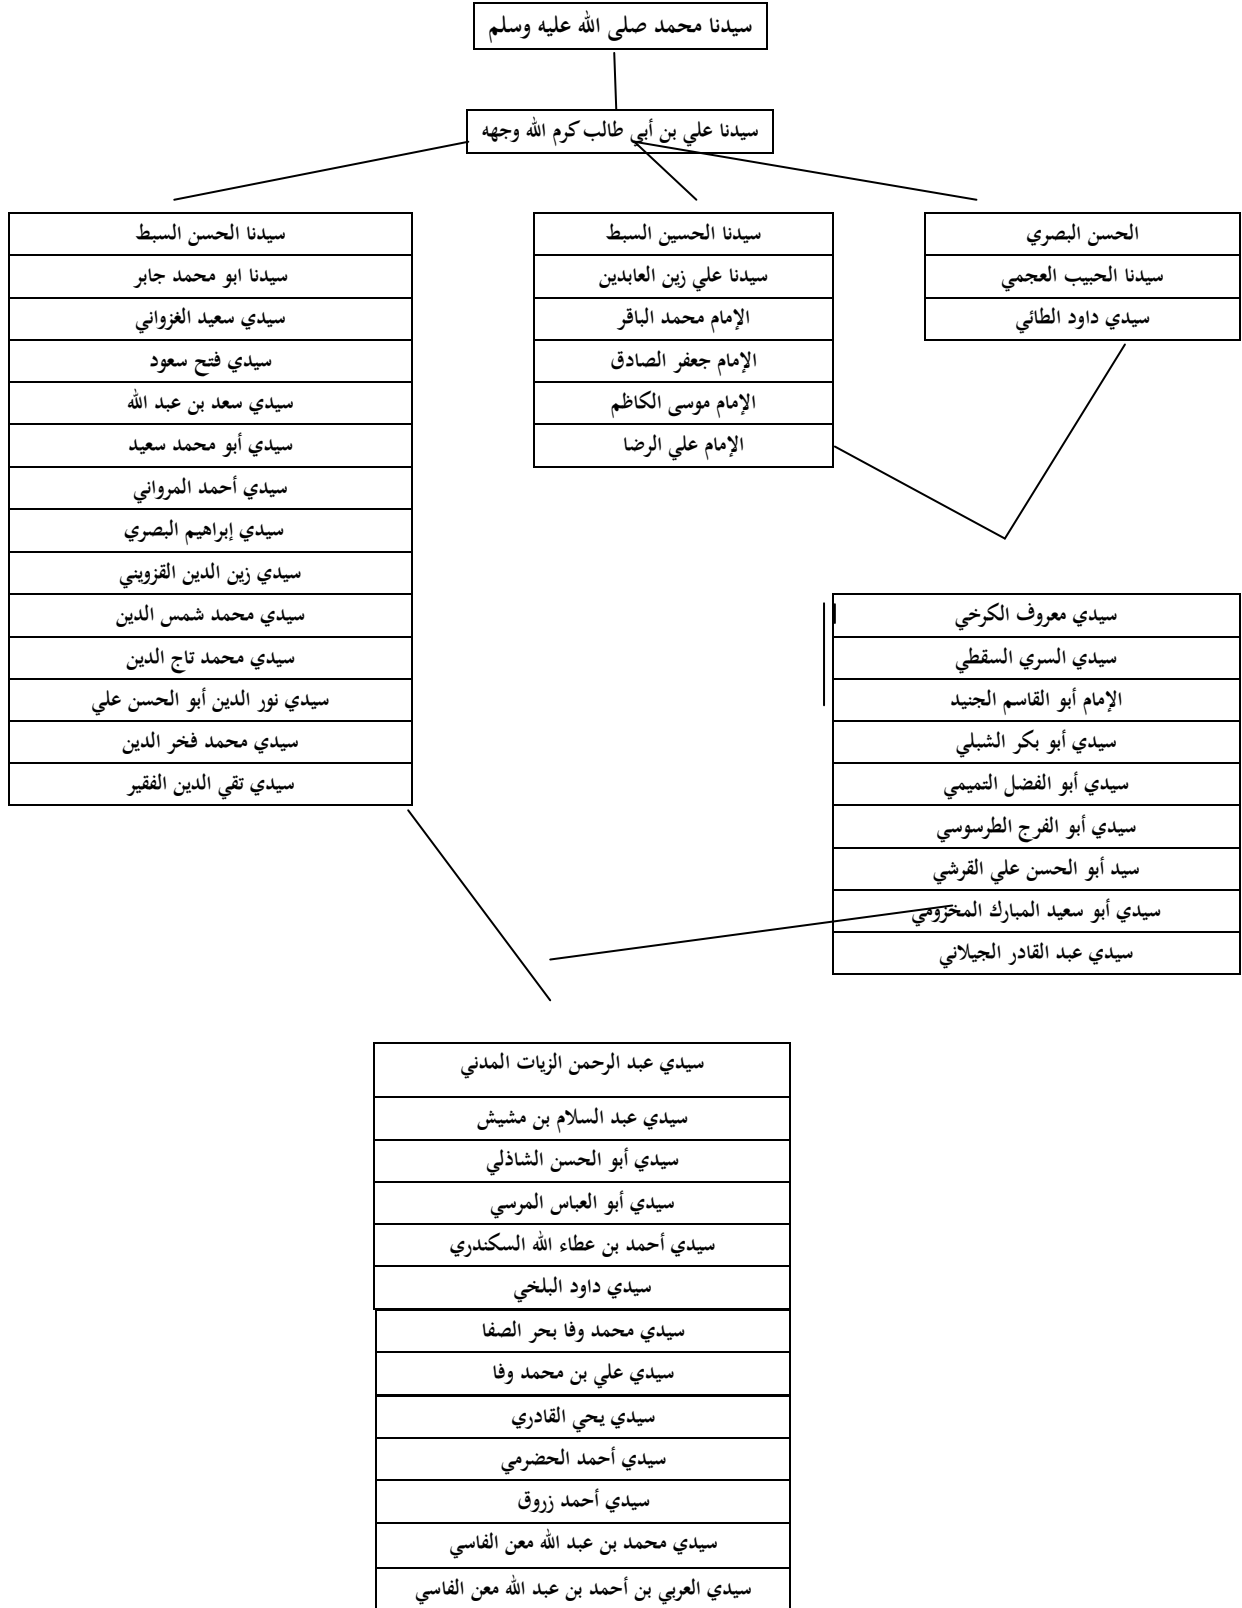 سيدنا محمد صلى الله عليه وسلم
سيدنا علي بن أبي طالب كرم الله وجهه
الحسن البصري
سيدنا الحبيب العجمي
سيدي داود الطائي
سيدنا الحسين السبط
سيدنا علي زين العابدين
الإمام محمد الباقر
الإمام جعفر الصادق
الإمام موسى الكاظم
الإمام علي الرضا
سيدنا الحسن السبط
سيدنا ابو محمد جابر
سيدي سعيد الغزواني
سيدي فتح سعود
سيدي سعد بن عبد الله
سيدي أبو محمد سعيد
سيدي أحمد المرواني
سيدي إبراهيم البصري
سيدي زين الدين القزويني
سيدي محمد شمس الدين
سيدي محمد تاج الدين
سيدي نور الدين أبو الحسن علي
سيدي محمد فخر الدين
سيدي تقي الدين الفقير
سيدي معروف الكرخي
سيدي السري السقطي
الإمام أبو القاسم الجنيد
سيدي أبو بكر الشبلي
سيدي أبو الفضل التميمي
سيدي أبو الفرج الطرسوسي
سيد أبو الحسن علي القرشي
سيدي أبو سعيد المبارك المخزومي
سيدي عبد القادر الجيلاني
سيدي عبد الرحمن الزيات المدني
سيدي عبد السلام بن مشيش
سيدي أبو الحسن الشاذلي
سيدي أبو العباس المرسي
سيدي أحمد بن عطاء الله السكندري
سيدي داود البلخي
سيدي محمد وفا بحر الصفا
سيدي علي بن محمد وفا
سيدي يحي القادري
سيدي أحمد الحضرمي
سيدي أحمد زروق
سيدي محمد بن عبد الله معن الفاسي
سيدي العربي بن أحمد بن عبد الله معن الفاسي